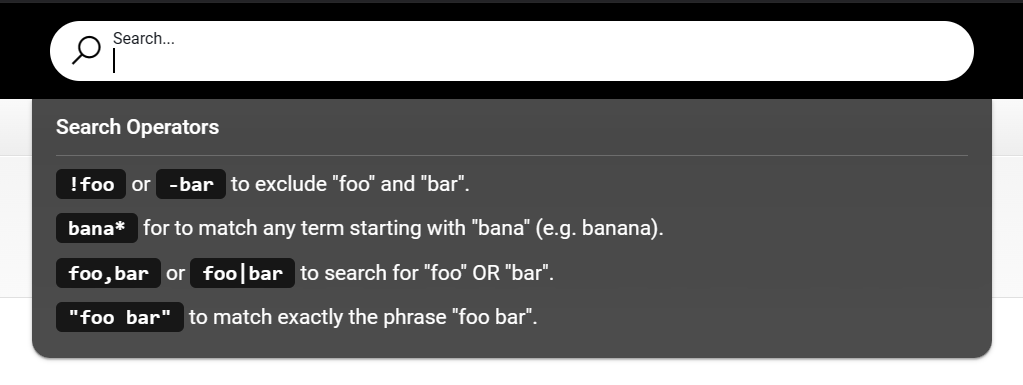 Search...
Search Operators
!foo or -bar to exclude "foo" and "bar".
bana* for to match any term starting with "bana" (e.g. banana).
foo,bar or foo|bar to search for "foo" OR "bar".
"foo bar" to match exactly the phrase "foo bar".